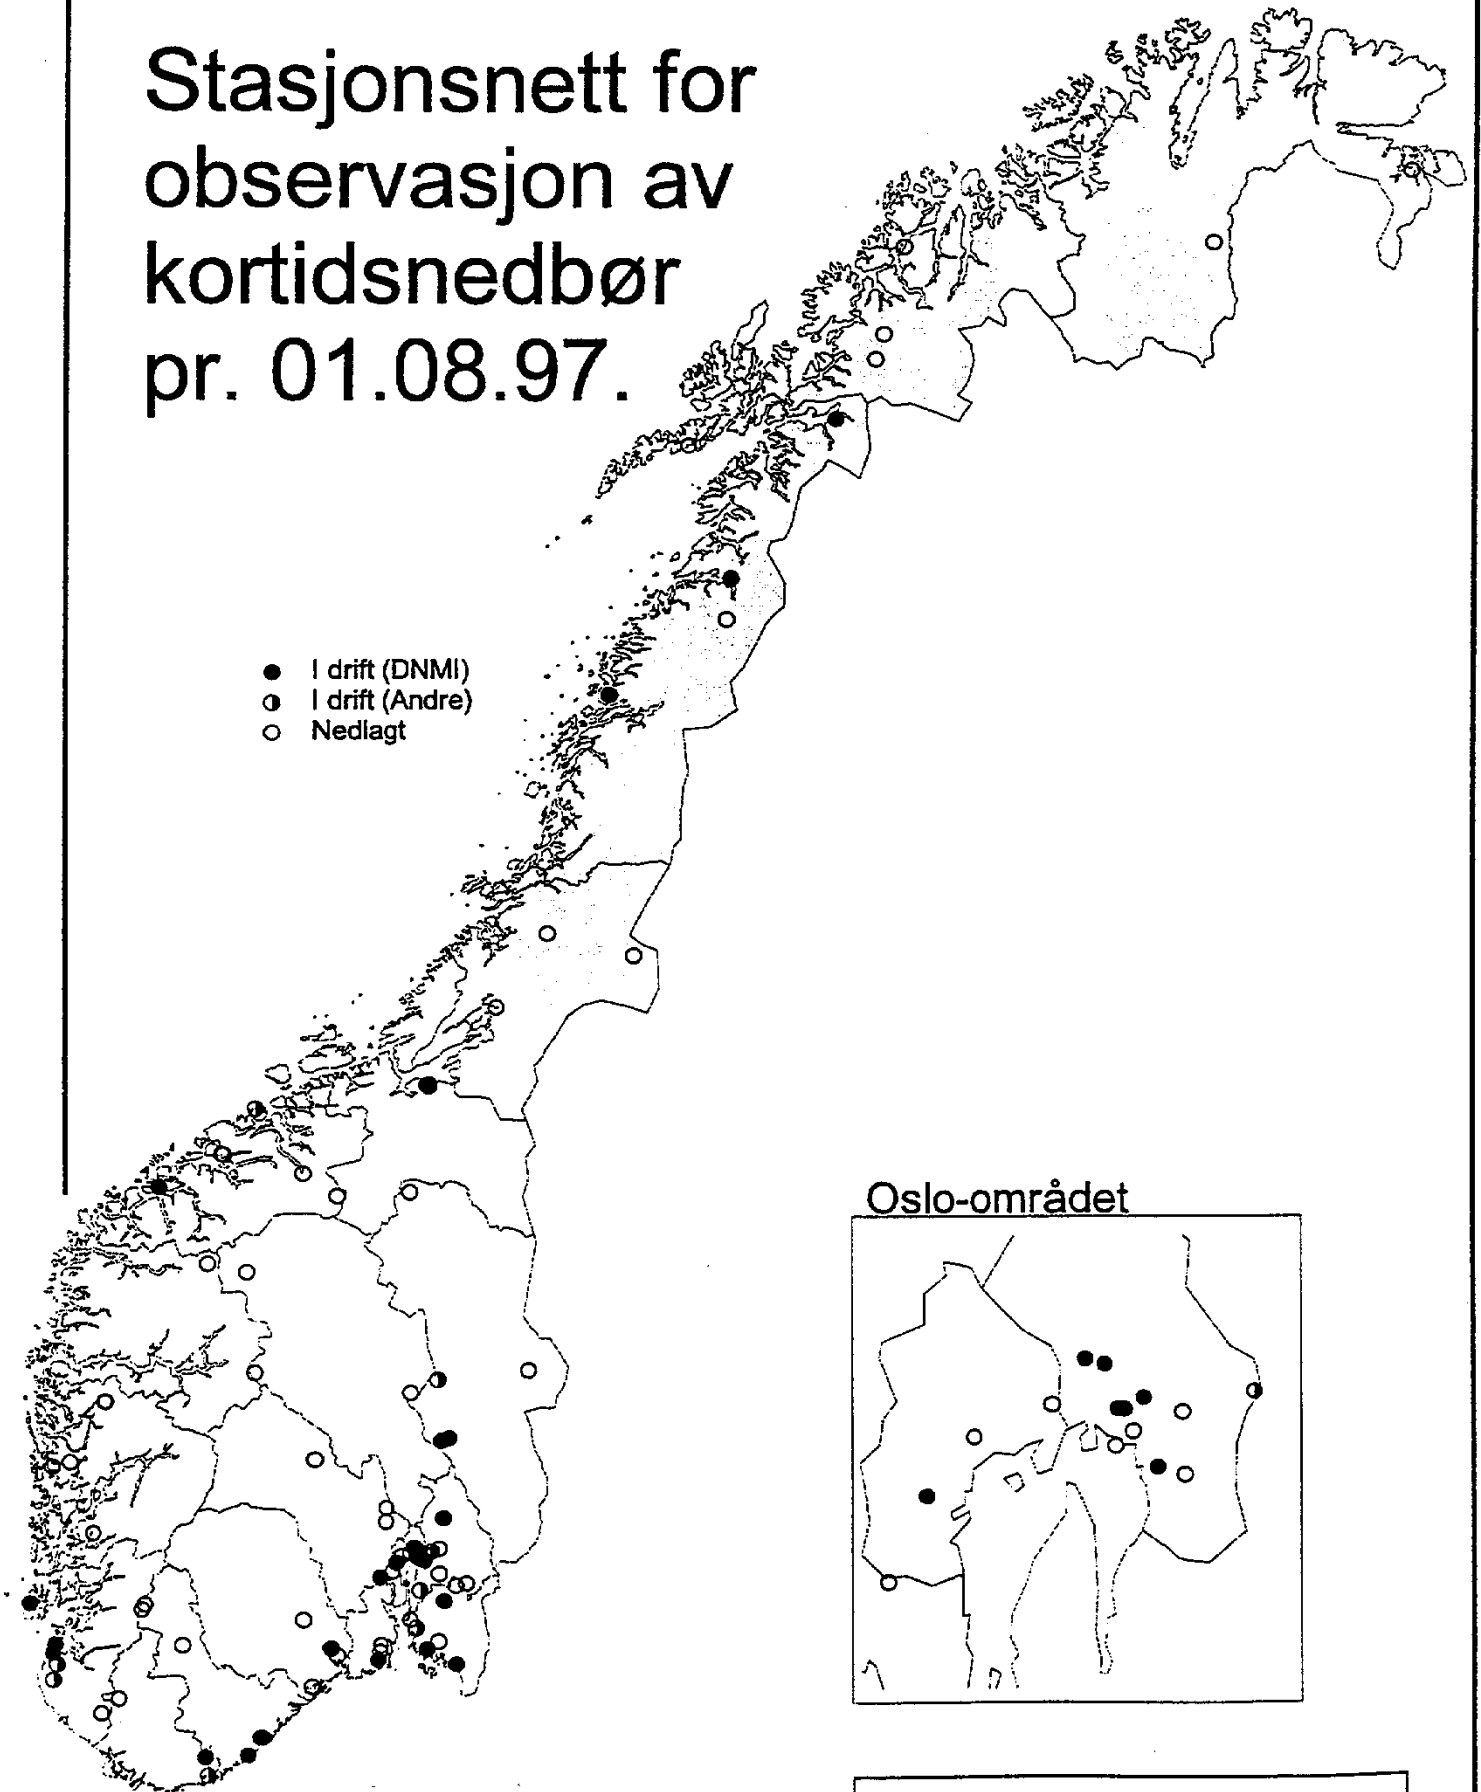 Stasjonsnett for
observasjon av
kortidsnedbør
pr. 01.08.97.
I drift (DNMI)
I drift (Andre)
Nedlagt
Oslo-området